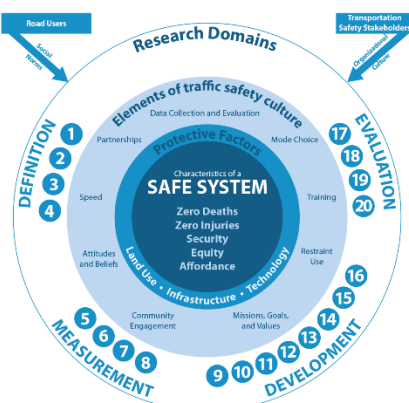 Road Users
Social
Norms
Transportation
Safety Stakeholders
Organizational
Culture
Research Domains
DEFINITION
1
2
3
4
MEASUREMENT
5
6
7
8
DEVELOPMENT
9
10
11
12
13
14
15
16
EVALUATION
17
18
19
20
Elements of traffic safety culture
Data Collection and Evaluation
Partnerships
Mode Choice
Speed
Training
Attitudes
and Beliefs
Restraint
Use
Community
Engagement
Missions, Goals,
and Values
Protective Factors
Land Use • Infrastructure • Technology
Characteristics of a
SAFE SYSTEM
Zero Deaths
Zero Injuries
Security
Equity
Affordance